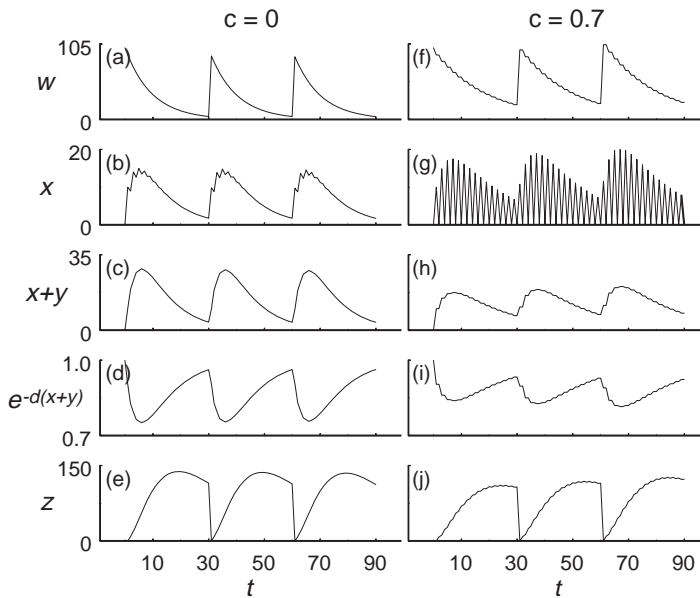 c = 0 c = 0.7
105 (a) (f)
w
0
20 (b) (g)
x
0
35 (c) (h)
x+y
0
1.0 (d) (i)
e-d(x+y)
0.7
150 (e) (j)
z
0
10 30 50 70 90 10 30 50 70 90
t t